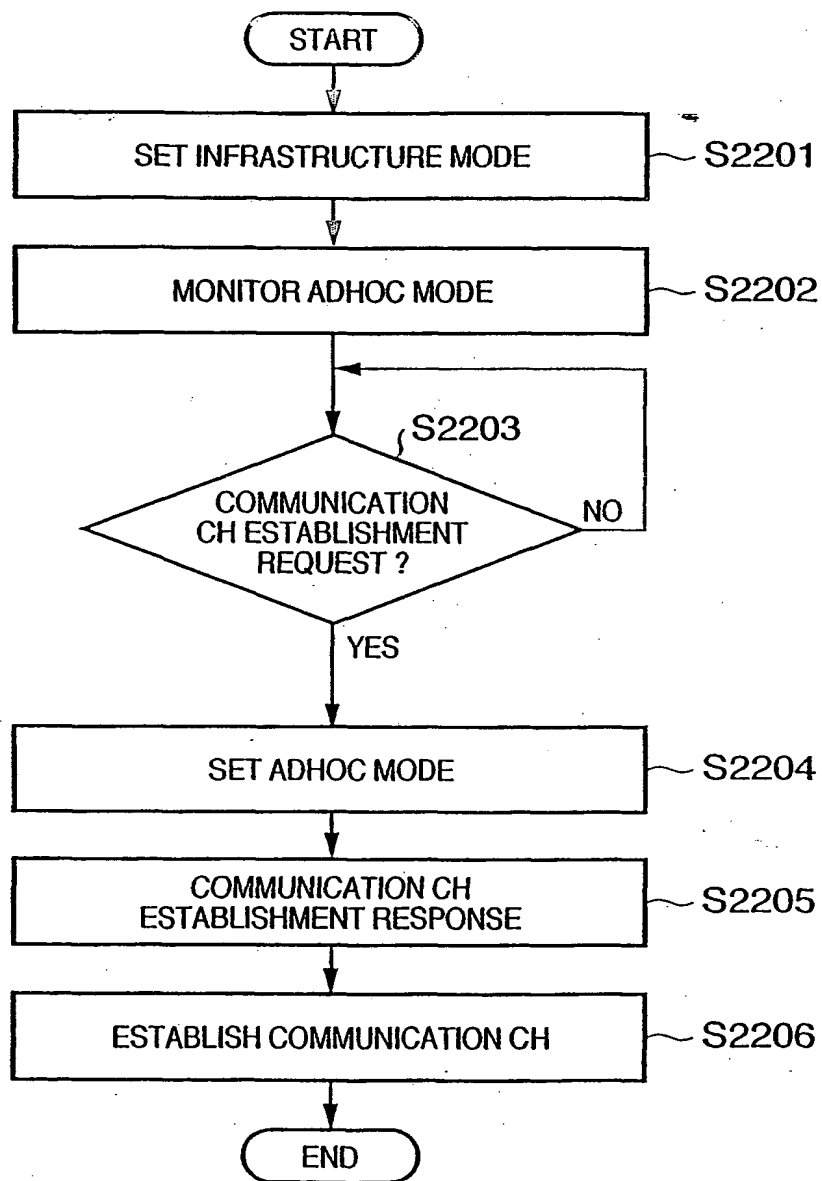 START
SET INFRASTRUCTURE MODE
S2201
MONITOR ADHOC MODE
S2202
S2203
COMMUNICATION
CH ESTABLISHMENT
REQUEST ?
NO
YES
SET ADHOC MODE
S2204
COMMUNICATION CH
ESTABLISHMENT RESPONSE
S2205
ESTABLISH COMMUNICATION CH
S2206
END